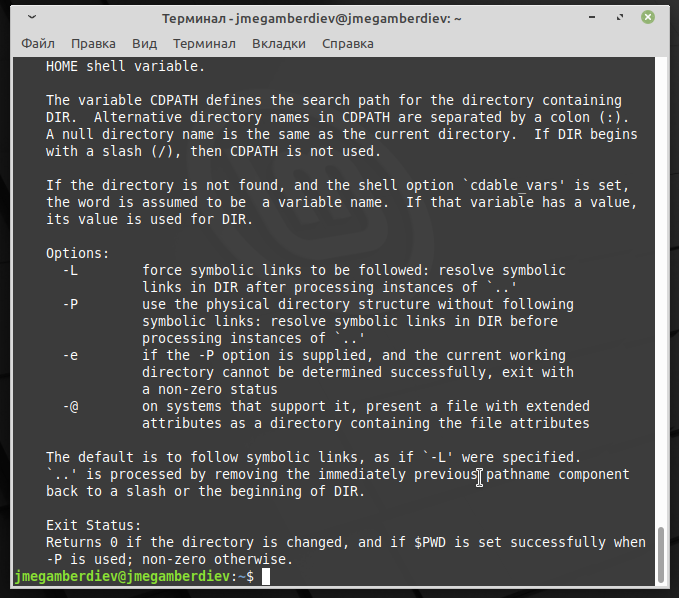 Терминал - jmegamberdiev@jmegamberdiev: ~
Файл Правка Вид Терминал Вкладки Справка
HOME shell variable.
The variable CDPATH defines the search path for the directory containing
DIR.  Alternative directory names in CDPATH are separated by a colon (:).
A null directory name is the same as the current directory.  If DIR begins
with a slash (/), then CDPATH is not used.
If the directory is not found, and the shell option `cdable_vars' is set,
the word is assumed to be  a variable name.  If that variable has a value,
its value is used for DIR.
Options:
-L        force symbolic links to be followed: resolve symbolic
links in DIR after processing instances of `..'
-P        use the physical directory structure without following
symbolic links: resolve symbolic links in DIR before
processing instances of `..'
-e        if the -P option is supplied, and the current working
directory cannot be determined successfully, exit with
a non-zero status
-@        on systems that support it, present a file with extended
attributes as a directory containing the file attributes
The default is to follow symbolic links, as if `-L' were specified.
`..' is processed by removing the immediately previous pathname component
back to a slash or the beginning of DIR.
Exit Status:
Returns 0 if the directory is changed, and if $PWD is set successfully when
-P is used; non-zero otherwise.
jmegamberdiev@jmegamberdiev:~$